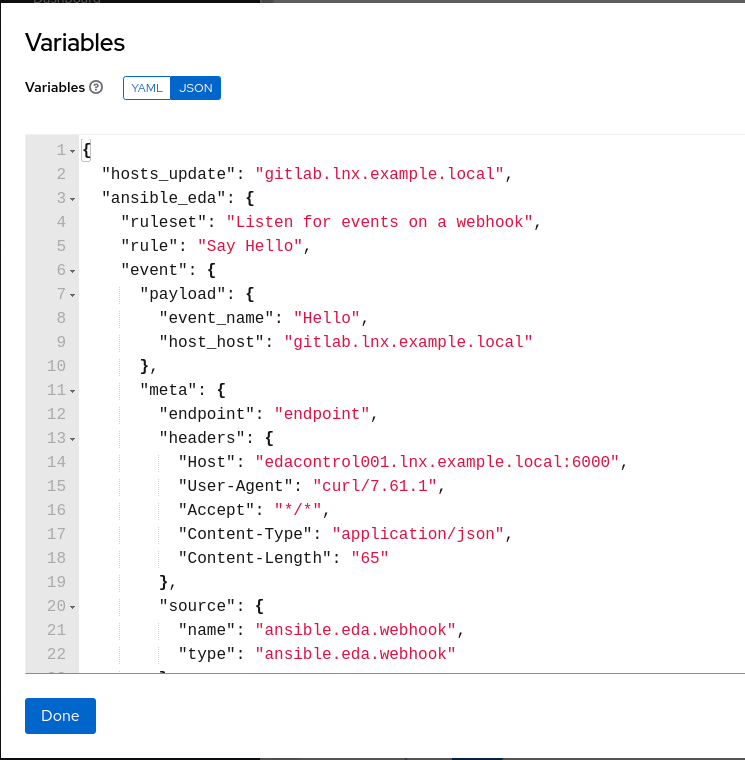 Variables
Variables YAML JSON
1 {
2 "hosts_update": "gitlab.lnx.example.local",
3 "ansible_eda": {
4 "ruleset": "Listen for events on a webhook",
5 "rule": "Say Hello",
6 "event": {
7 "payload": {
8 "event_name": "Hello",
9 "host_host": "gitlab.lnx.example.local"
10 },
11 "meta": {
12 "endpoint": "endpoint",
13 "headers": {
14 "Host": "edacontrol001.lnx.example.local:6000",
15 "User-Agent": "curl/7.61.1",
16 "Accept": "*/*",
17 "Content-Type": "application/json",
18 "Content-Length": "65"
19 },
20 "source": {
21 "name": "ansible.eda.webhook",
22 "type": "ansible.eda.webhook"
Done